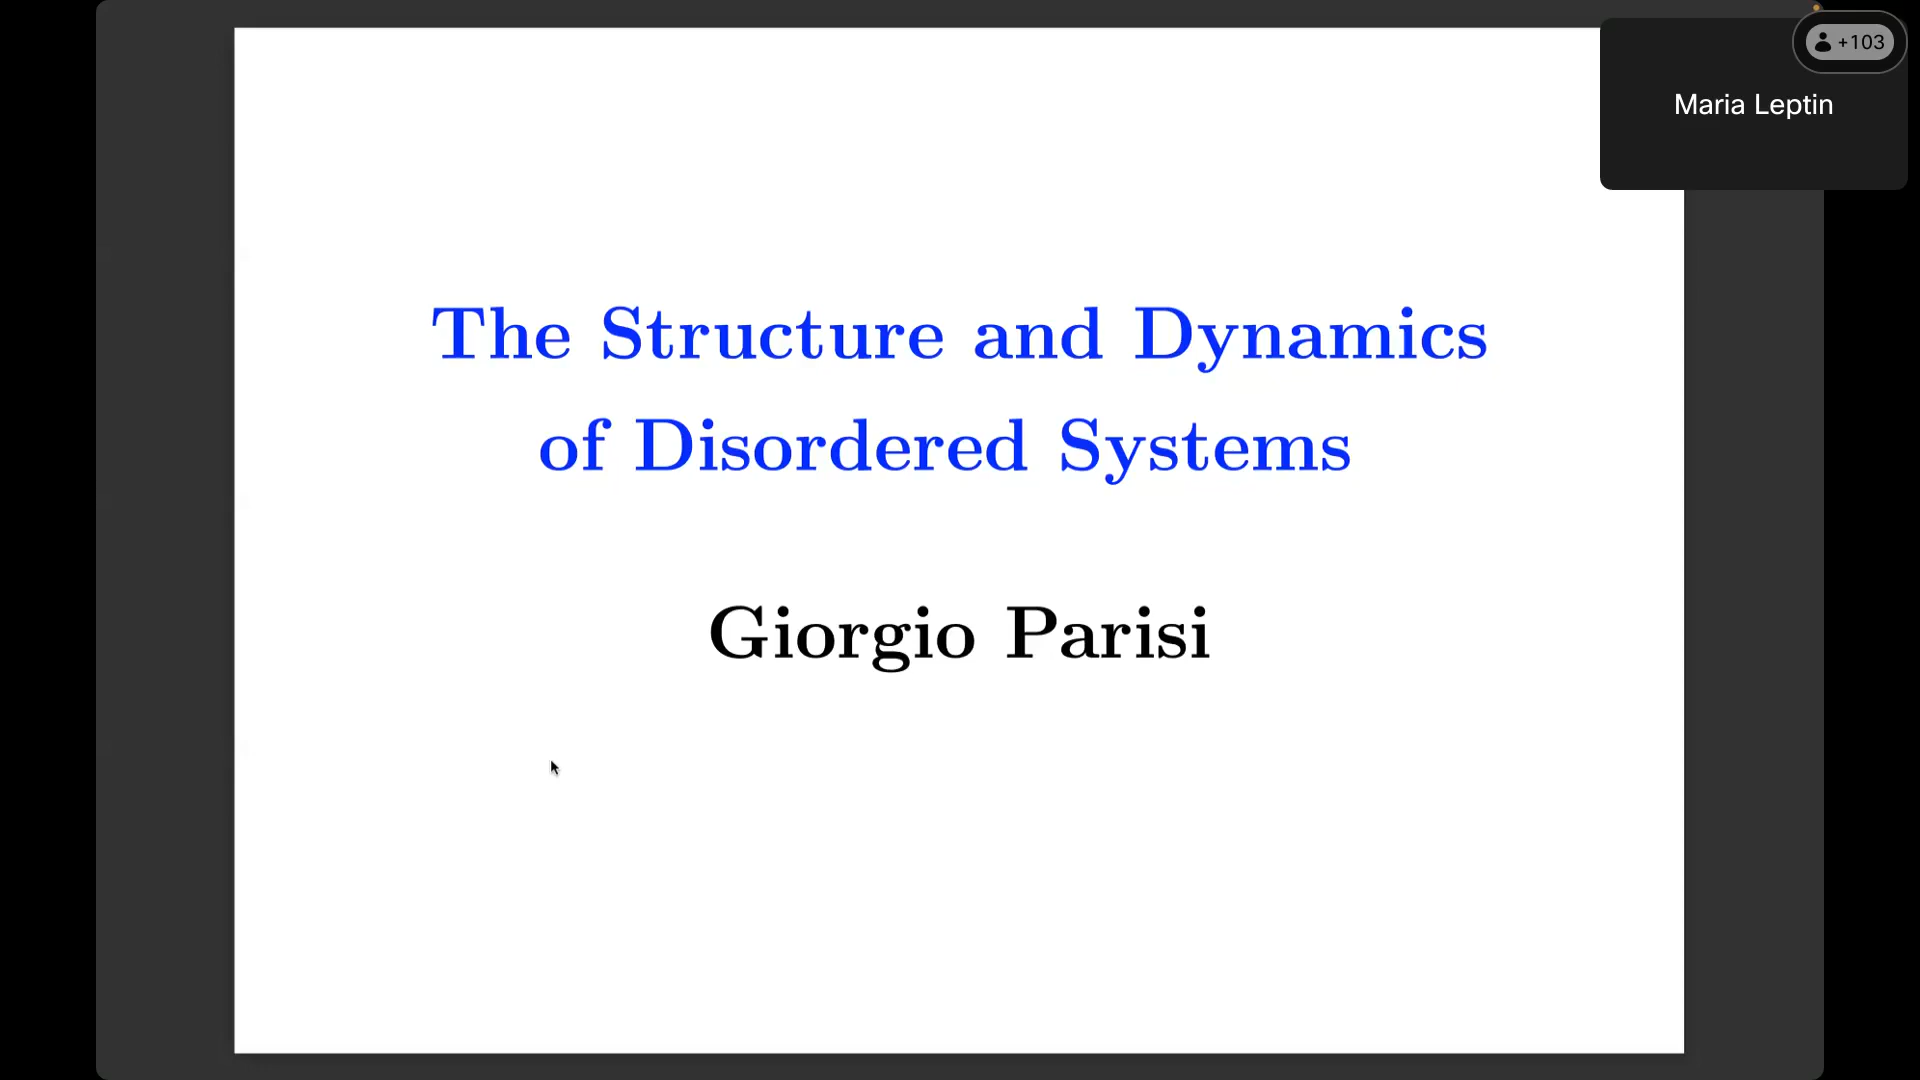 +103
Maria Leptin
The Structure and Dynamics
of Disordered Systems
Giorgio Parisi